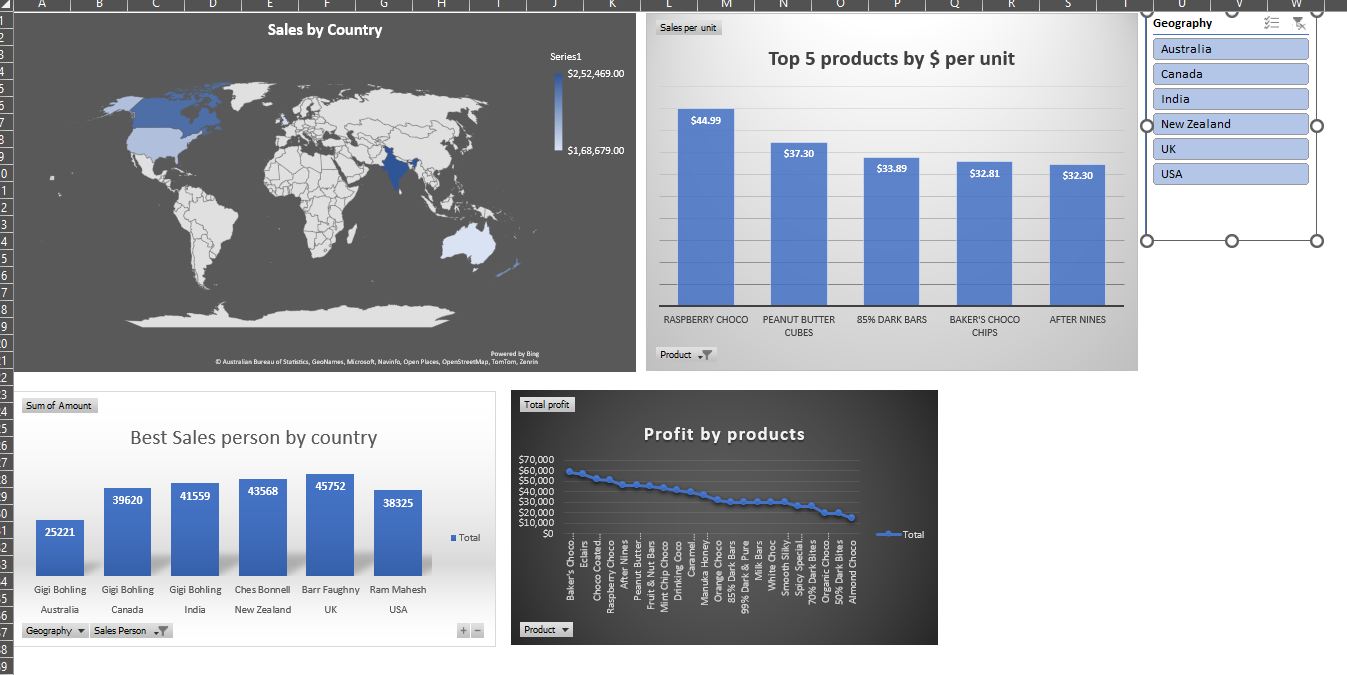 A B C D E F G H I J K L M N O P Q R S T U V W
Sales by Country
Series1
$2,52,469.00
$1,68,679.00
Powered by Bing
© Australian Bureau of Statistics, GeoNames, Microsoft, Navinfo, Open Places, OpenStreetMap, TomTom, Zenrin
Sales per unit
Top 5 products by $ per unit
$44.99
$37.30
$33.89
$32.81
$32.30
RASPBERRY CHOCO
PEANUT BUTTER
CUBES
85% DARK BARS
BAKER'S CHOCO
CHIPS
AFTER NINES
Product
Geography
Australia
Canada
India
New Zealand
UK
USA
Sum of Amount
Best Sales person by country
25221
39620
41559
43568
45752
38325
Total
Gigi Bohling Gigi Bohling Gigi Bohling Ches Bonnell Barr Faughny Ram Mahesh
Australia Canada India New Zealand UK USA
Geography Sales Person
+ −
Total profit
Profit by products
$70,000
$60,000
$50,000
$40,000
$30,000
$20,000
$10,000
$0
Baker's Choco...
Eclairs
Choco Coated...
Raspberry Choco
After Nines
Peanut Butter...
Fruit & Nut Bars
Mint Chip Choco
Drinking Coco
Caramel...
Manuka Honey...
Orange Choco
85% Dark Bars
99% Dark & Pure
Milk Bars
White Choc
Smooth Silky...
Spicy Special...
70% Dark Bites
Organic Choco...
50% Dark Bites
Almond Choco
Total
Product